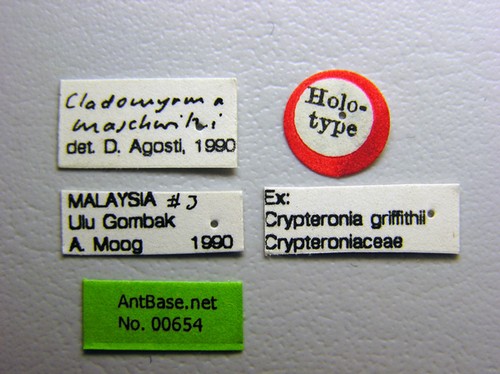 Cladomyrma
maschwitzi
det. D. Agosti, 1990
Holo-
type
MALAYSIA #3
Ulu Gombak
A. Moog 1990
Ex:
Crypteronia griffithii
Crypteroniaceae
AntBase.net
No. 00654